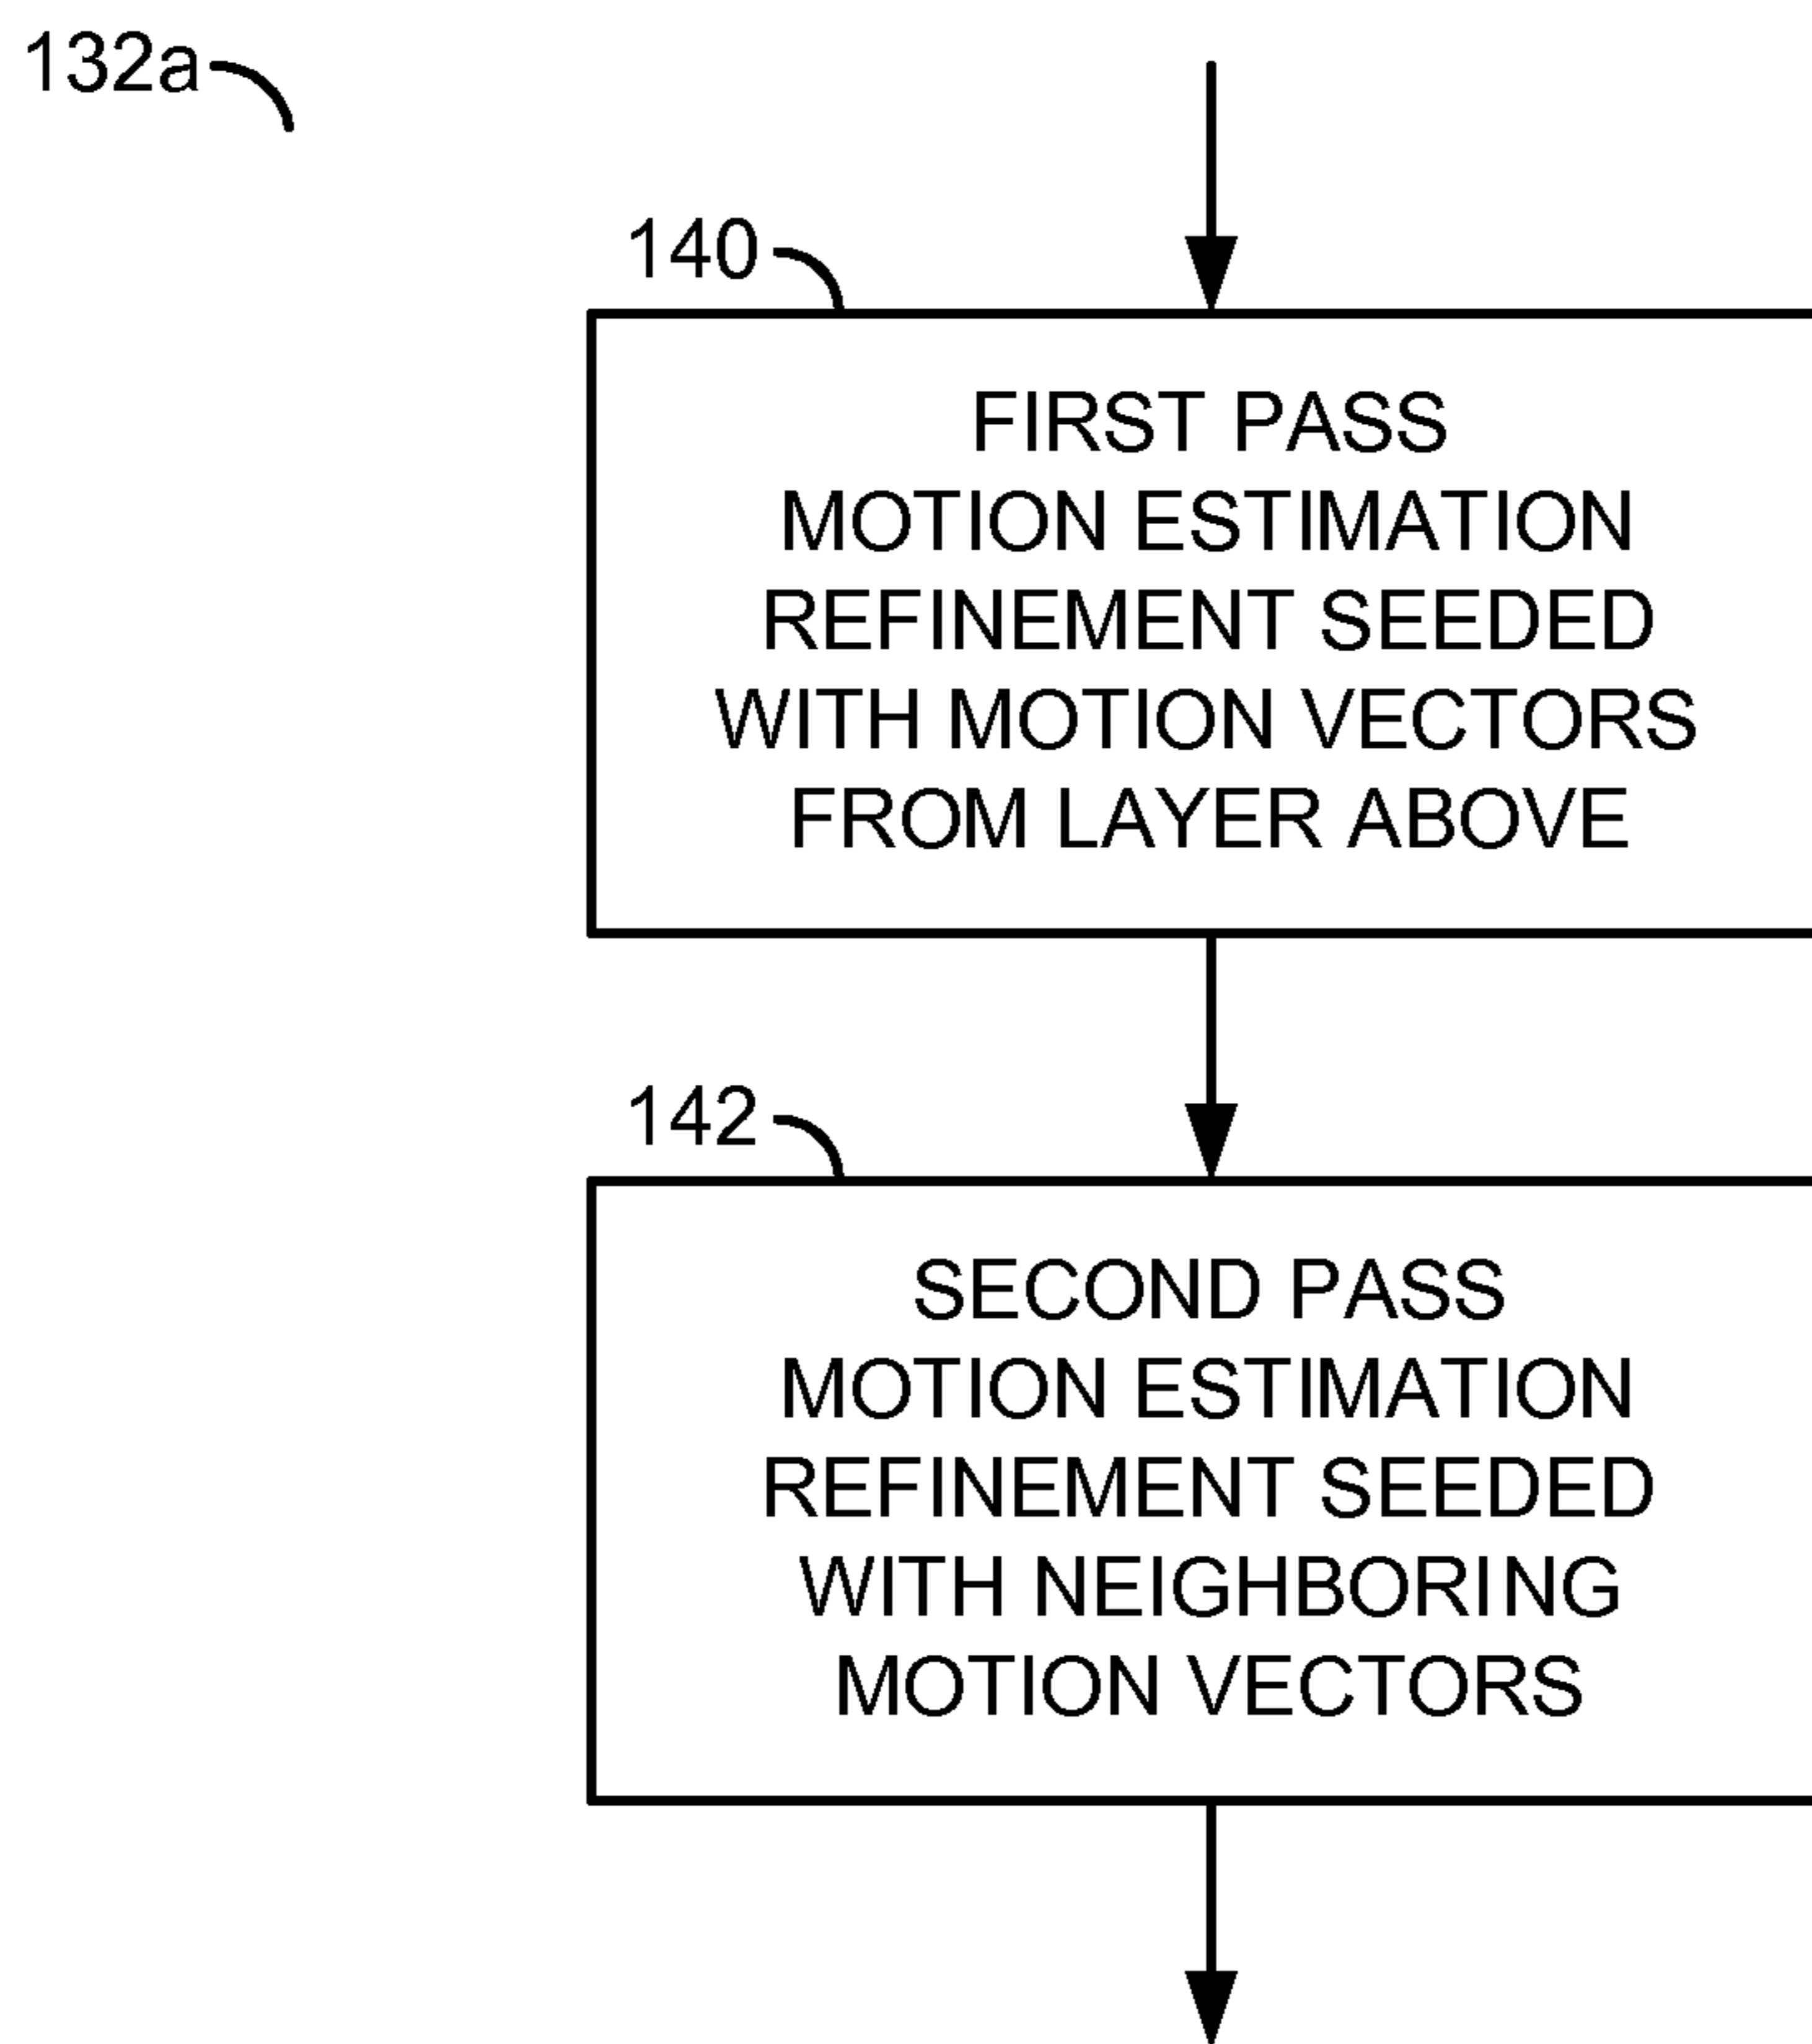 132a
140
FIRST PASS
MOTION ESTIMATION
REFINEMENT SEEDED
WITH MOTION VECTORS
FROM LAYER ABOVE
142
SECOND PASS
MOTION ESTIMATION
REFINEMENT SEEDED
WITH NEIGHBORING
MOTION VECTORS